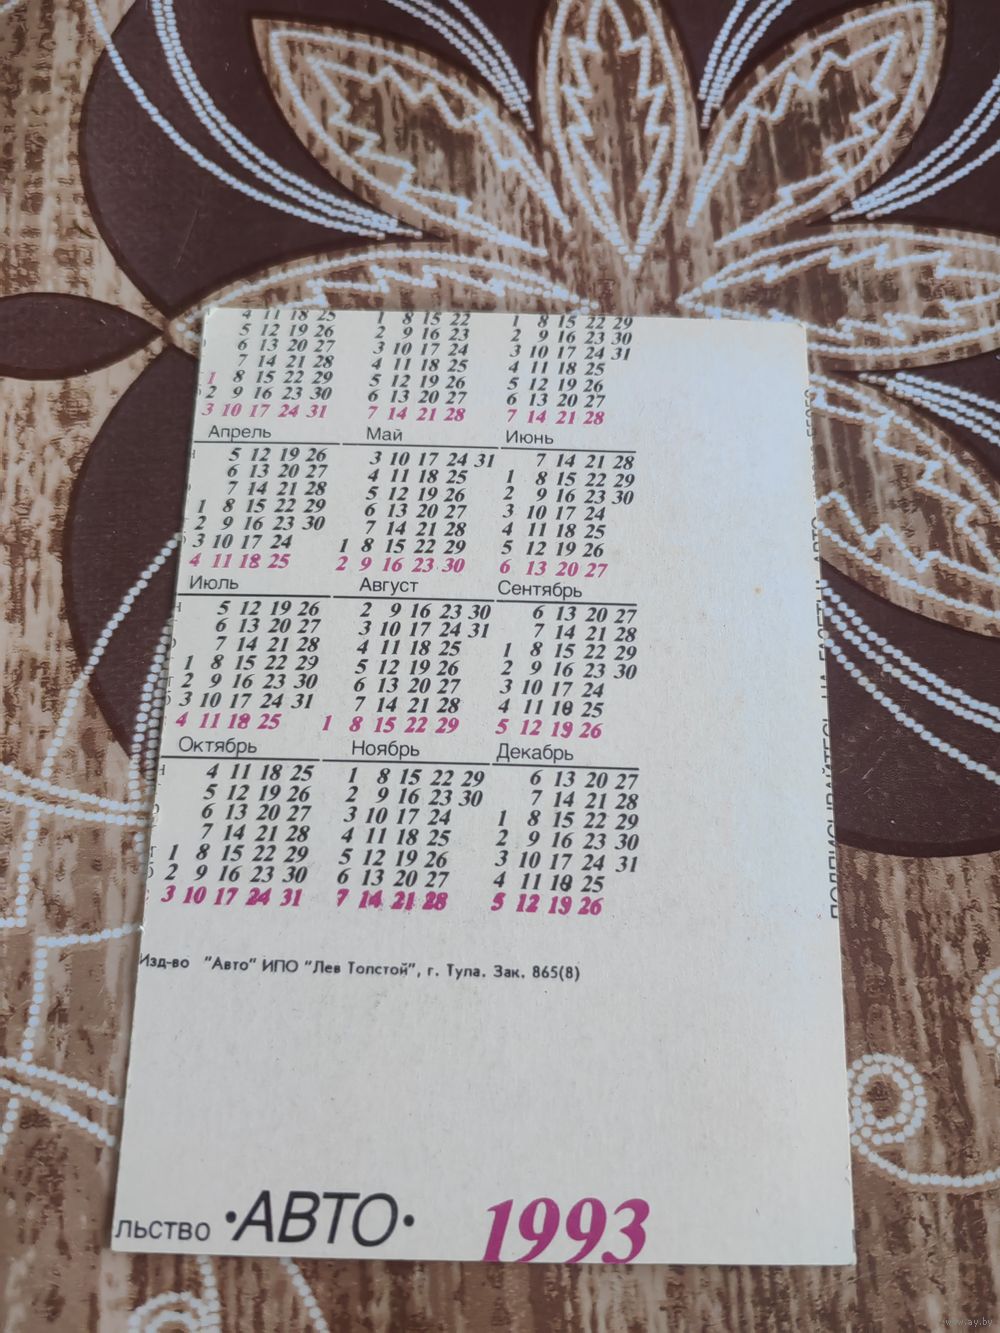 4 11 18 25 1 8 15 22 1 8 15 22 29
5 12 19 26 2 9 16 23 2 9 16 23 30
6 13 20 27 3 10 17 24 3 10 17 24 31
7 14 21 28 4 11 18 25 4 11 18 25
1 8 15 22 29 5 12 19 26 5 12 19 26
2 9 16 23 30 6 13 20 27 6 13 20 27
3 10 17 24 31 7 14 21 28 7 14 21 28
Апрель Май Июнь
5 12 19 26 3 10 17 24 31 7 14 21 28
6 13 20 27 4 11 18 25 1 8 15 22 29
7 14 21 28 5 12 19 26 2 9 16 23 30
1 8 15 22 29 6 13 20 27 3 10 17 24
2 9 16 23 30 7 14 21 28 4 11 18 25
3 10 17 24 1 8 15 22 29 5 12 19 26
4 11 18 25 2 9 16 23 30 6 13 20 27
Июль Август Сентябрь
5 12 19 26 2 9 16 23 30 6 13 20 27
6 13 20 27 3 10 17 24 31 7 14 21 28
7 14 21 28 4 11 18 25 1 8 15 22 29
1 8 15 22 29 5 12 19 26 2 9 16 23 30
2 9 16 23 30 6 13 20 27 3 10 17 24
3 10 17 24 31 7 14 21 28 4 11 18 25
4 11 18 25 1 8 15 22 29 5 12 19 26
Октябрь Ноябрь Декабрь
4 11 18 25 1 8 15 22 29 6 13 20 27
5 12 19 26 2 9 16 23 30 7 14 21 28
6 13 20 27 3 10 17 24 1 8 15 22 29
7 14 21 28 4 11 18 25 2 9 16 23 30
1 8 15 22 29 5 12 19 26 3 10 17 24 31
2 9 16 23 30 6 13 20 27 4 11 18 25
3 10 17 24 31 7 14 21 28 5 12 19 26
Изд-во "Авто" ИПО "Лев Толстой", г. Тула. Зак. 865(8)
льство •АВТО• 1993
www.ay.by